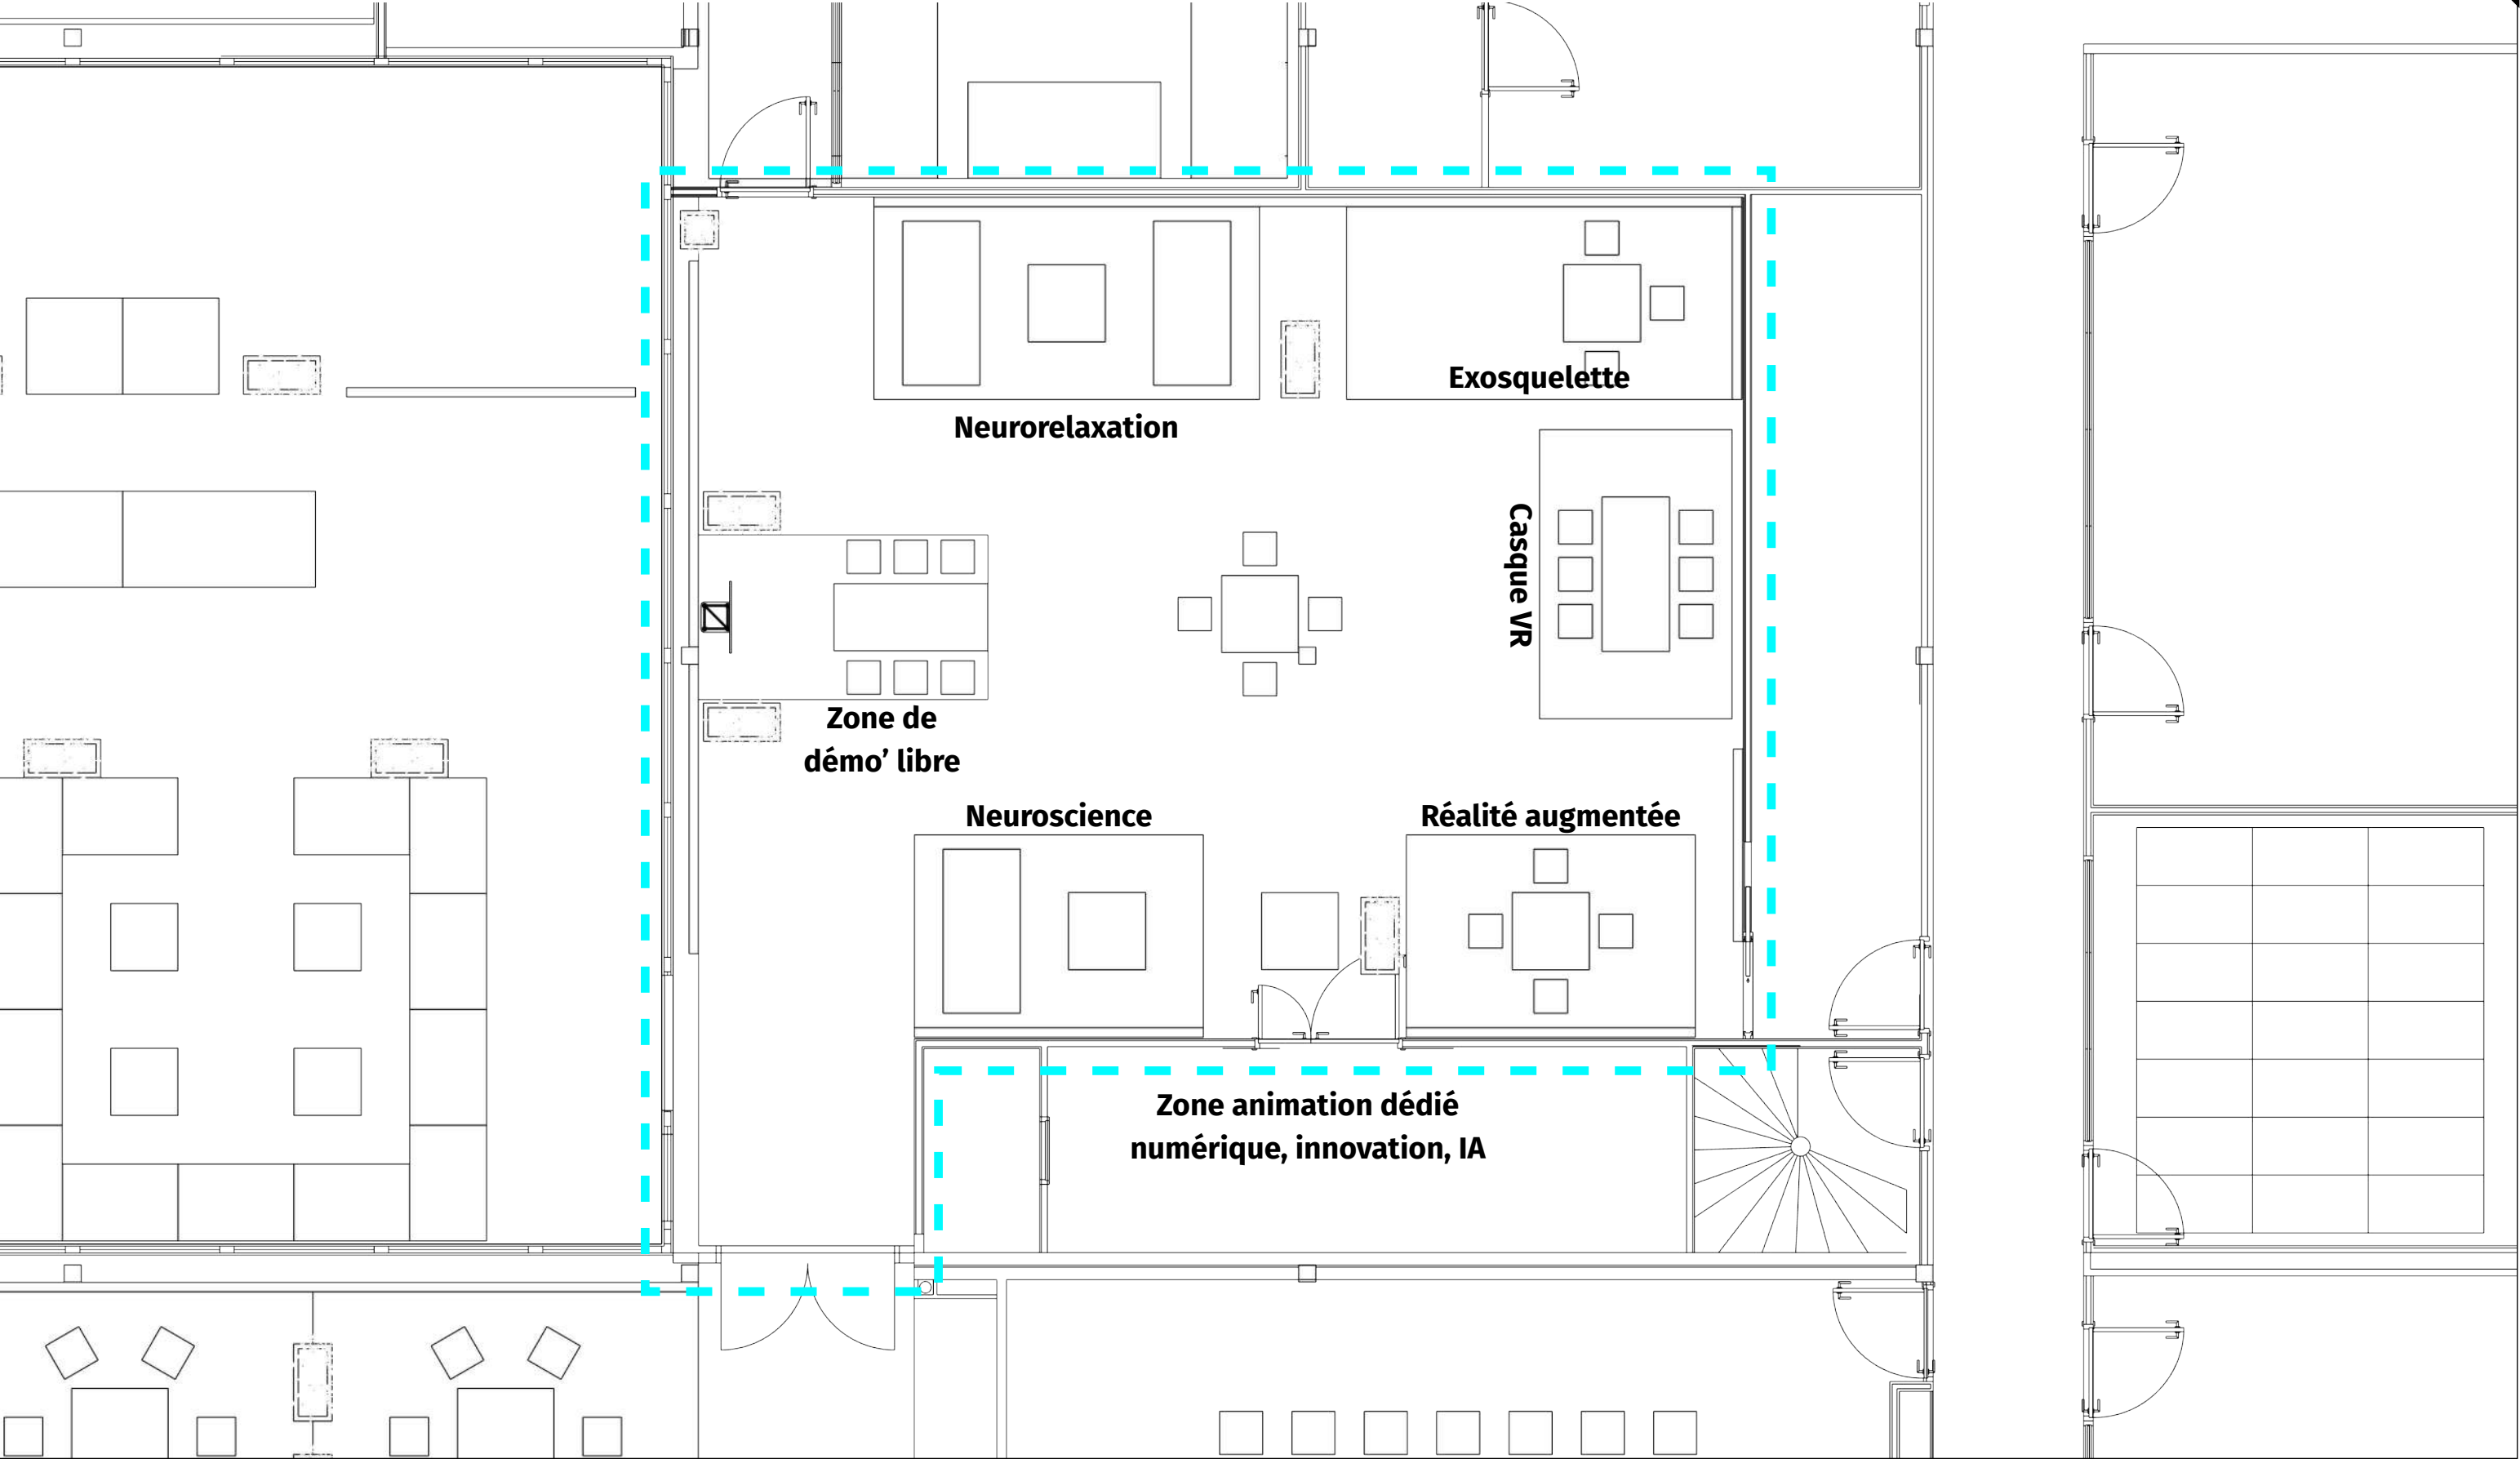 Exosquelette
Neurorelaxation
Casque VR
Zone de
démo’ libre
Neuroscience
Réalité augmentée
Zone animation dédié
numérique, innovation, IA